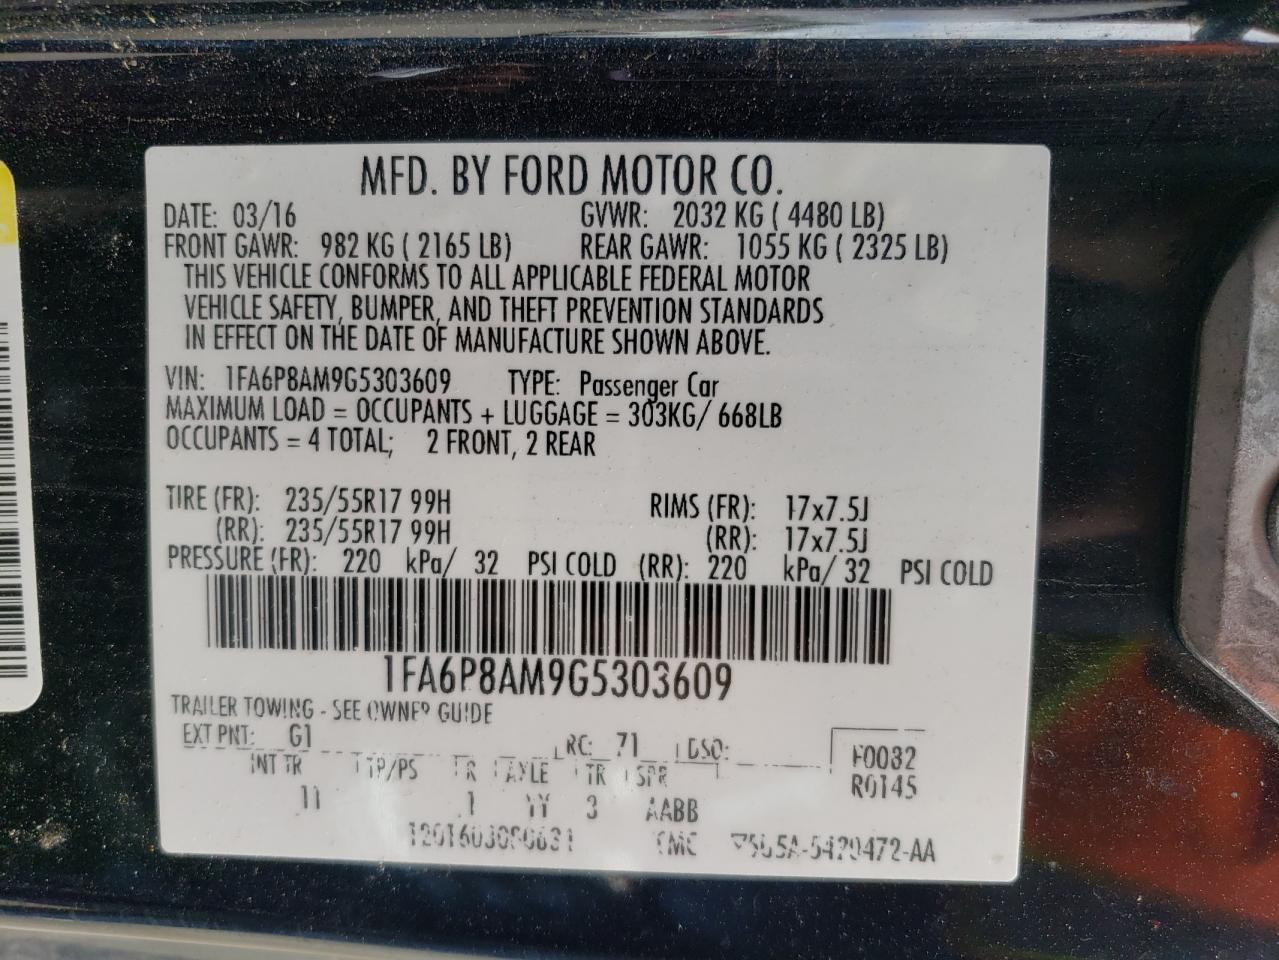 MFD. BY FORD MOTOR CO.
DATE: 03/16 GVWR: 2032 KG ( 4480 LB)
FRONT GAWR: 982 KG ( 2165 LB) REAR GAWR: 1055 KG ( 2325 LB)
THIS VEHICLE CONFORMS TO ALL APPLICABLE FEDERAL MOTOR
VEHICLE SAFETY, BUMPER, AND THEFT PREVENTION STANDARDS
IN EFFECT ON THE DATE OF MANUFACTURE SHOWN ABOVE.
VIN: 1FA6P8AM9G5303609 TYPE: Passenger Car
MAXIMUM LOAD = OCCUPANTS + LUGGAGE = 303KG/ 668LB
OCCUPANTS = 4 TOTAL; 2 FRONT, 2 REAR
TIRE (FR): 235/55R17 99H RIMS (FR): 17x7.5J
(RR): 235/55R17 99H (RR): 17x7.5J
PRESSURE (FR): 220 kPa/ 32 PSI COLD (RR): 220 kPa/ 32 PSI COLD
1FA6P8AM9G5303609
TRAILER TOWING - SEE OWNER GUIDE
EXT PNT: G1 RC: 71 DSO:
INT TR TP/PS R AXLE TR SPR
11 1 YY 3 AABB
R0145